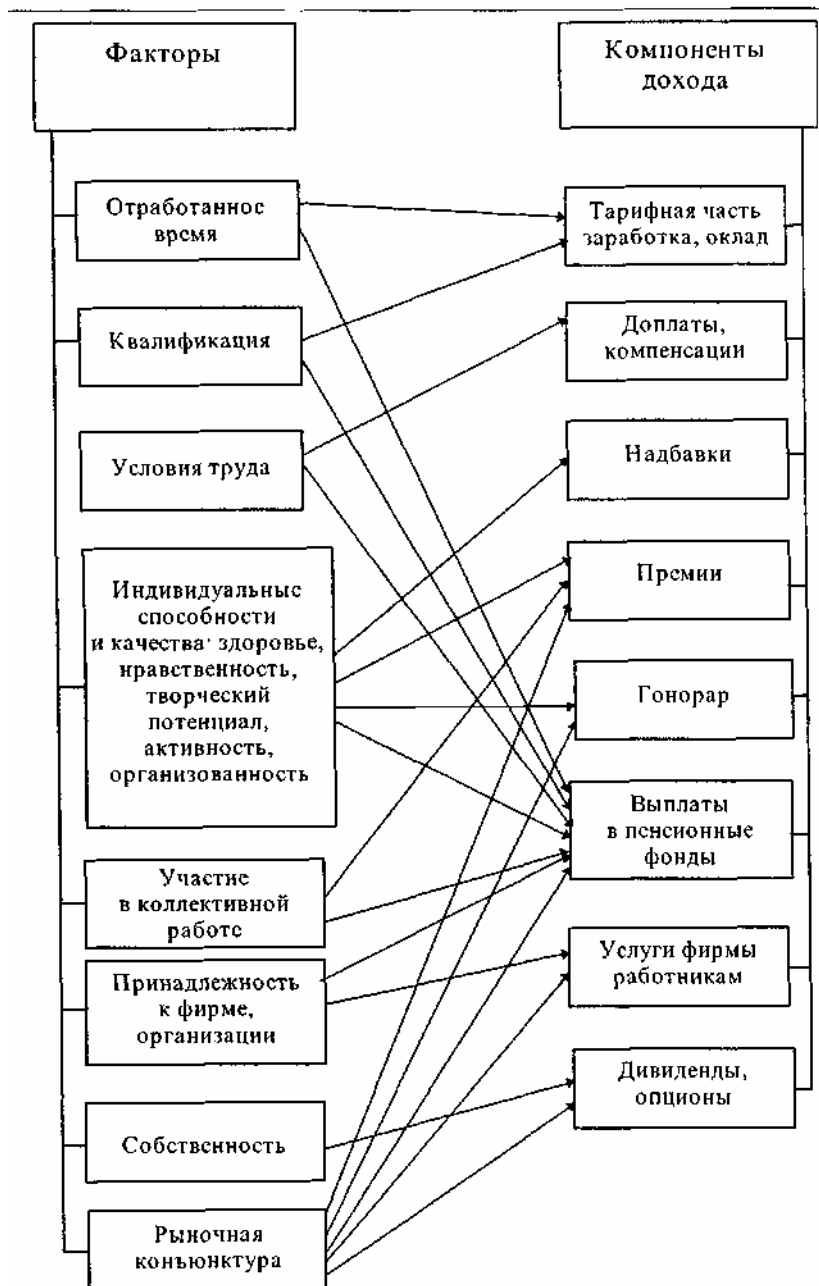 Факторы
Компоненты
дохода
Отработанное
время
Тарифная часть
заработка, оклад
Квалификация
Доплаты,
компенсации
Условия труда
Надбавки
Индивидуальные
способности
и качества: здоровье,
нравственность,
творческий
потенциал,
активность,
организованность
Премии
Гонорар
Выплаты
в пенсионные
фонды
Участие
в коллективной
работе
Услуги фирмы
работникам
Принадлежность
к фирме,
организации
Дивиденды,
опционы
Собственность
Рыночная
конъюнктура